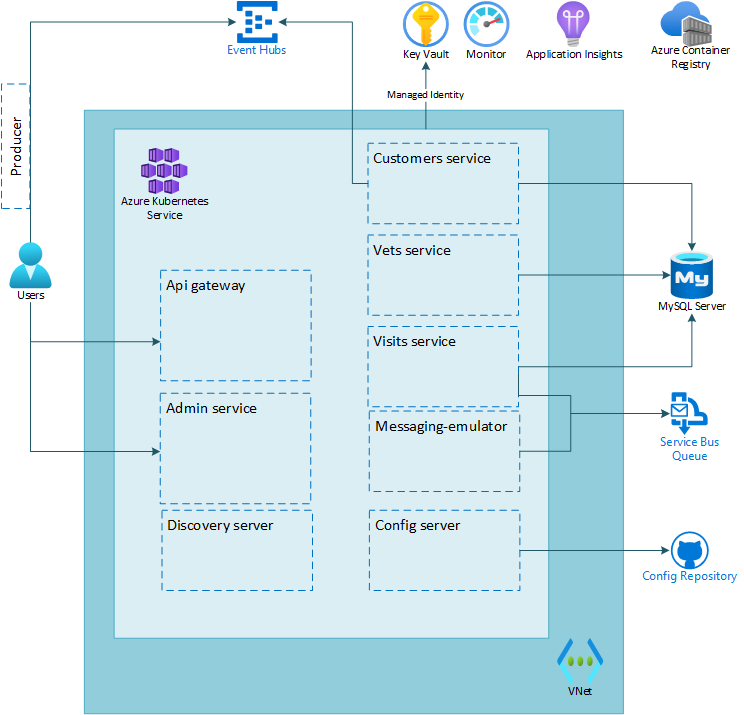 Event Hubs
Key Vault
Monitor
Application Insights
Azure Container
Registry
Managed Identity
Producer
Azure Kubernetes
Service
Customers service
Vets service
Users
Api gateway
My
MySQL Server
Visits service
Admin service
Messaging-emulator
Service Bus
Queue
Discovery server
Config server
Config Repository
VNet